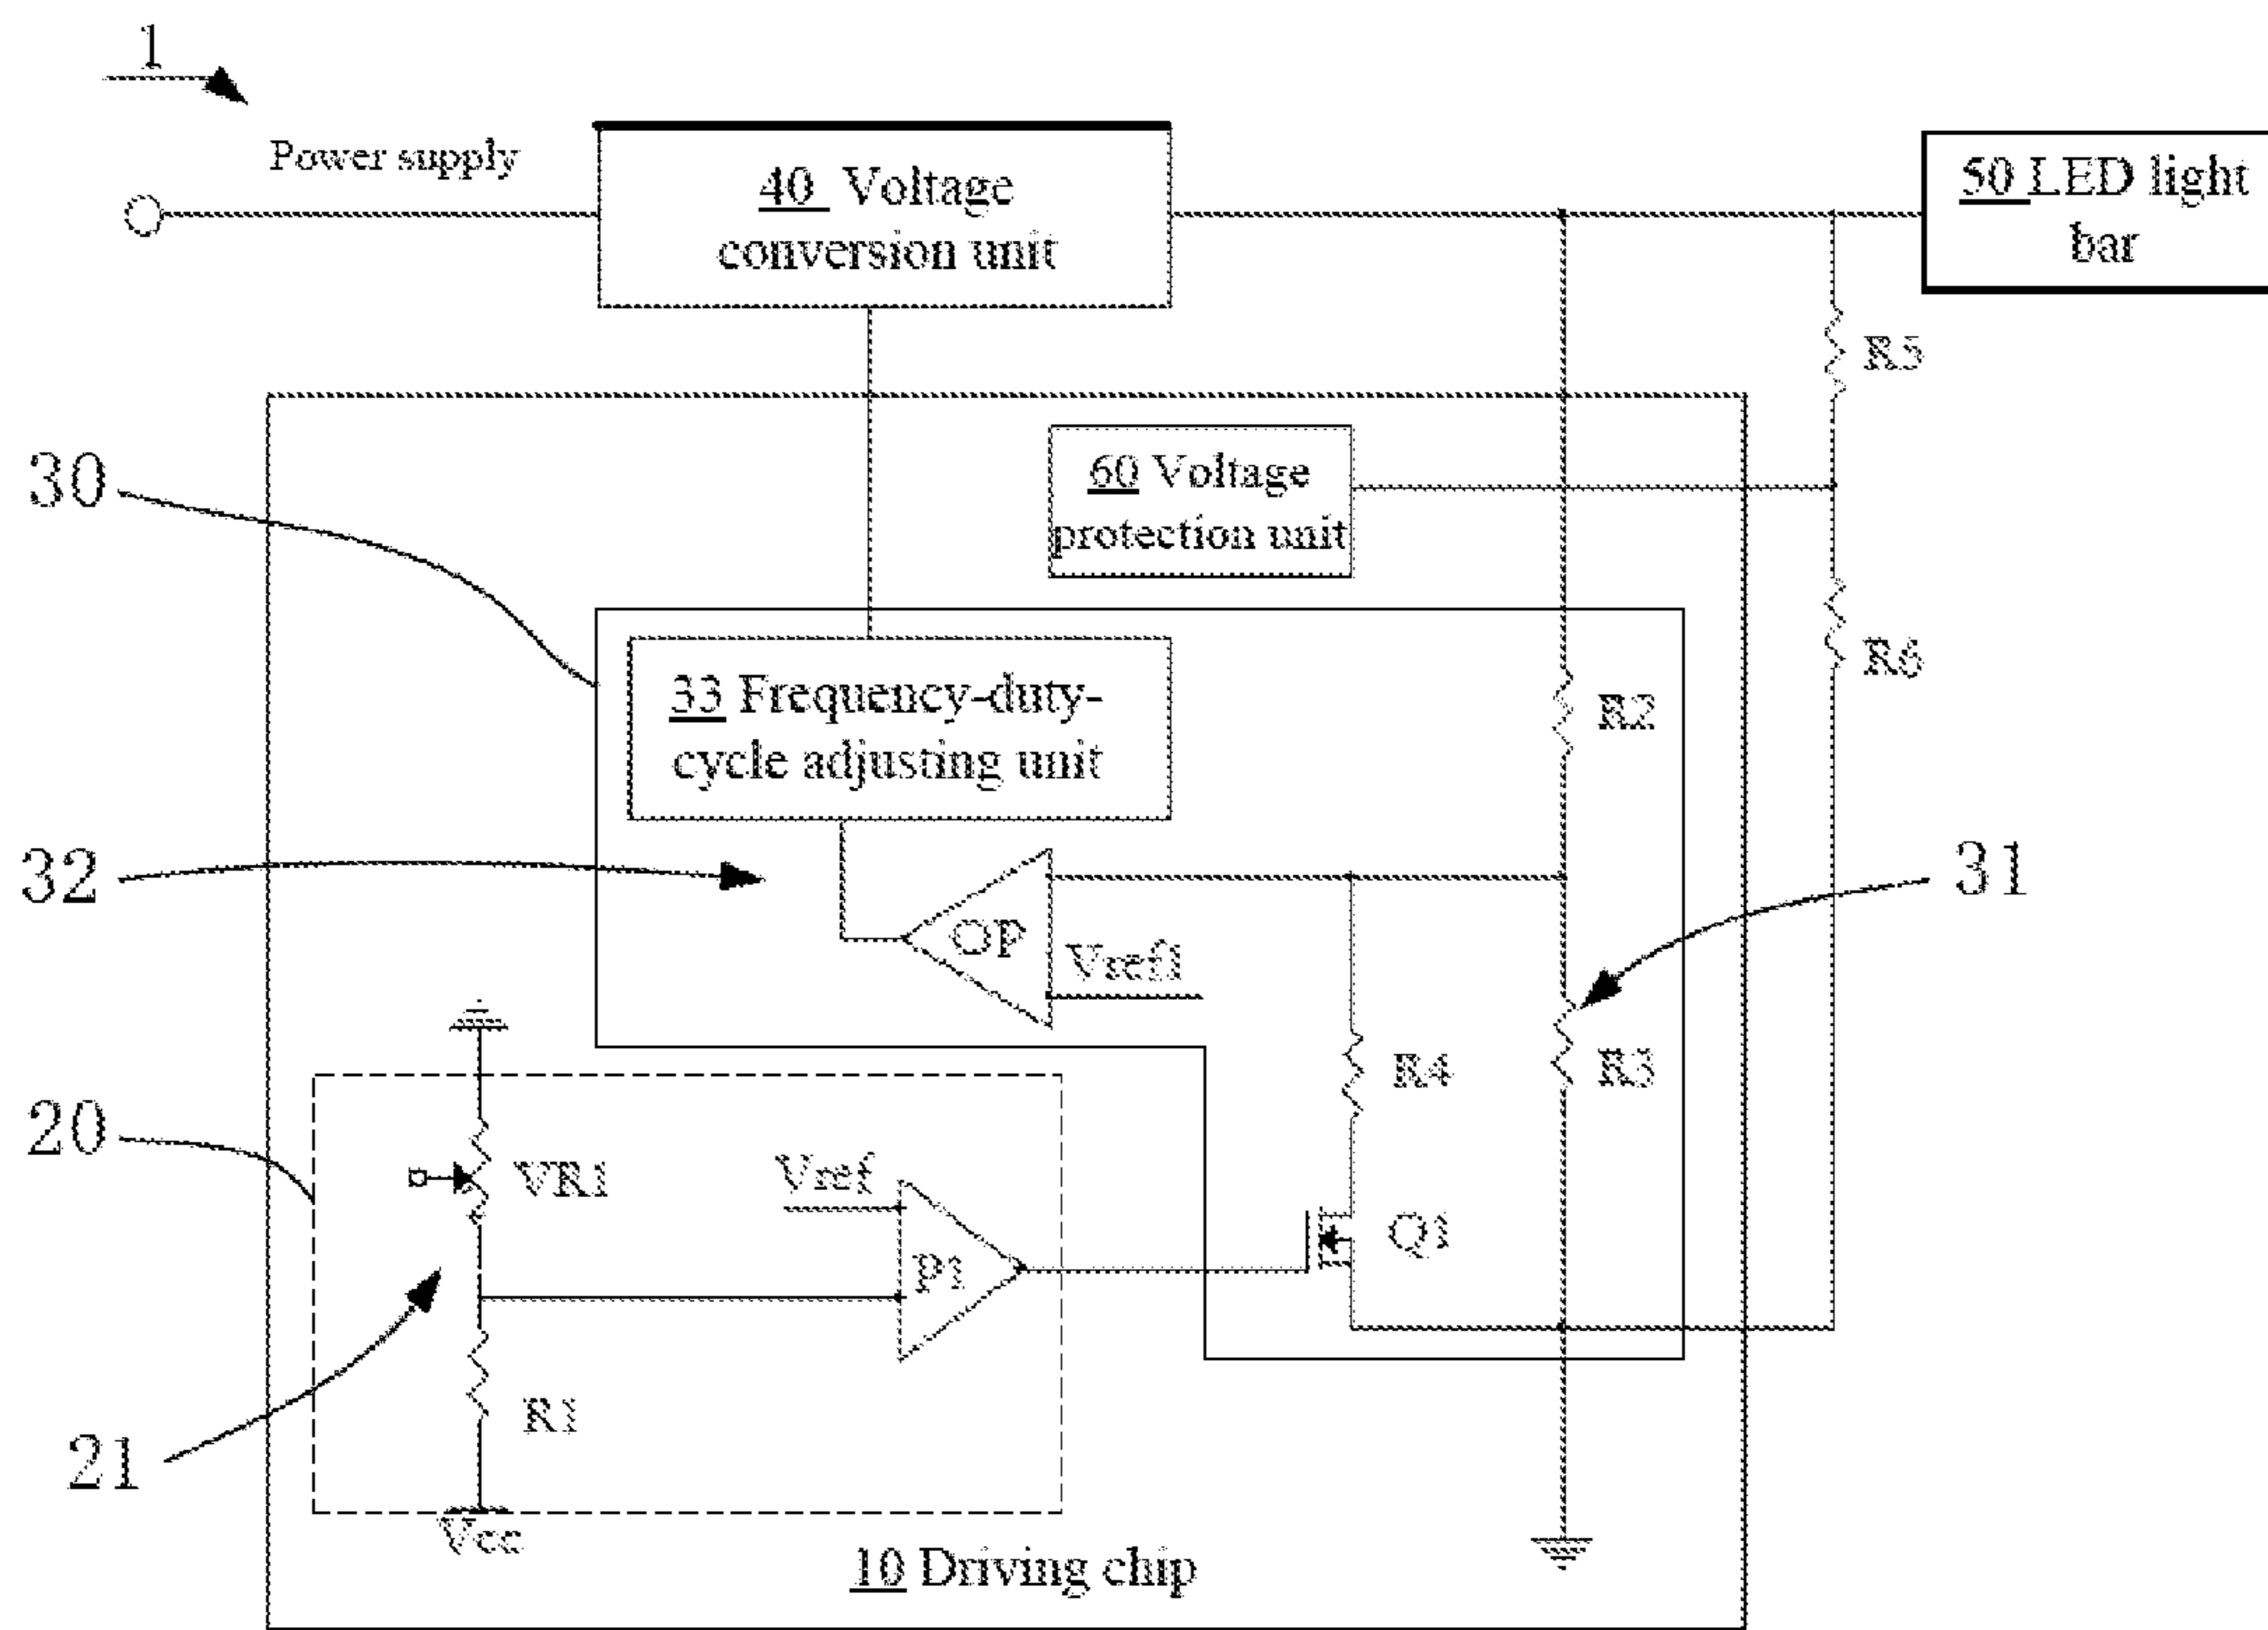 1
Power supply
40 Voltage
conversion unit
50 LED light
bar
R5
30
60 Voltage
protection unit
R6
33 Frequency-duty-
cycle adjusting unit
R2
32
31
OP
Vref1
R4
R3
20
VR1
Vref
P1
Q1
R1
21
Vcc
10 Driving chip